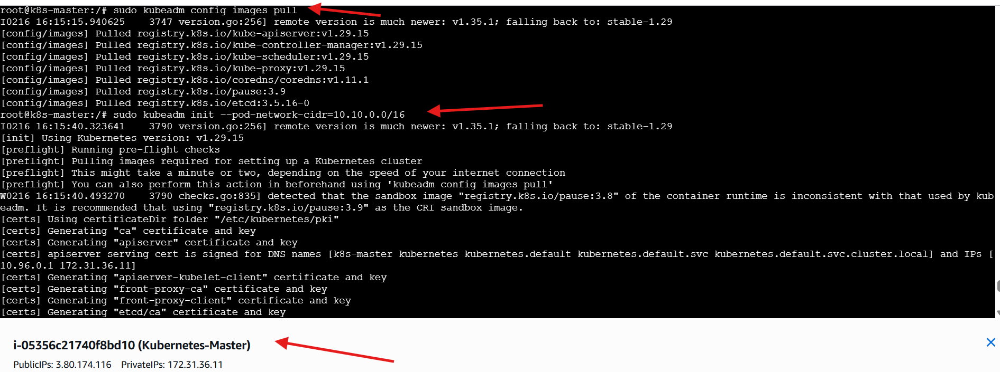 root@k8s-master:/# sudo kubeadm config images pull
I0216 16:15:15.940625    3747 version.go:256] remote version is much newer: v1.35.1; falling back to: stable-1.29
[config/images] Pulled registry.k8s.io/kube-apiserver:v1.29.15
[config/images] Pulled registry.k8s.io/kube-controller-manager:v1.29.15
[config/images] Pulled registry.k8s.io/kube-scheduler:v1.29.15
[config/images] Pulled registry.k8s.io/kube-proxy:v1.29.15
[config/images] Pulled registry.k8s.io/coredns/coredns:v1.11.1
[config/images] Pulled registry.k8s.io/pause:3.9
[config/images] Pulled registry.k8s.io/etcd:3.5.16-0
root@k8s-master:/# sudo kubeadm init --pod-network-cidr=10.10.0.0/16
I0216 16:15:40.323641    3790 version.go:256] remote version is much newer: v1.35.1; falling back to: stable-1.29
[init] Using Kubernetes version: v1.29.15
[preflight] Running pre-flight checks
[preflight] Pulling images required for setting up a Kubernetes cluster
[preflight] This might take a minute or two, depending on the speed of your internet connection
[preflight] You can also perform this action in beforehand using 'kubeadm config images pull'
W0216 16:15:40.493270    3790 checks.go:835] detected that the sandbox image "registry.k8s.io/pause:3.8" of the container runtime is inconsistent with that used by kub
eadm. It is recommended that using "registry.k8s.io/pause:3.9" as the CRI sandbox image.
[certs] Using certificateDir folder "/etc/kubernetes/pki"
[certs] Generating "ca" certificate and key
[certs] Generating "apiserver" certificate and key
[certs] apiserver serving cert is signed for DNS names [k8s-master kubernetes kubernetes.default kubernetes.default.svc kubernetes.default.svc.cluster.local] and IPs [
10.96.0.1 172.31.36.11]
[certs] Generating "apiserver-kubelet-client" certificate and key
[certs] Generating "front-proxy-ca" certificate and key
[certs] Generating "front-proxy-client" certificate and key
[certs] Generating "etcd/ca" certificate and key
i-05356c21740f8bd10 (Kubernetes-Master)
PublicIPs: 3.80.174.116    PrivateIPs: 172.31.36.11